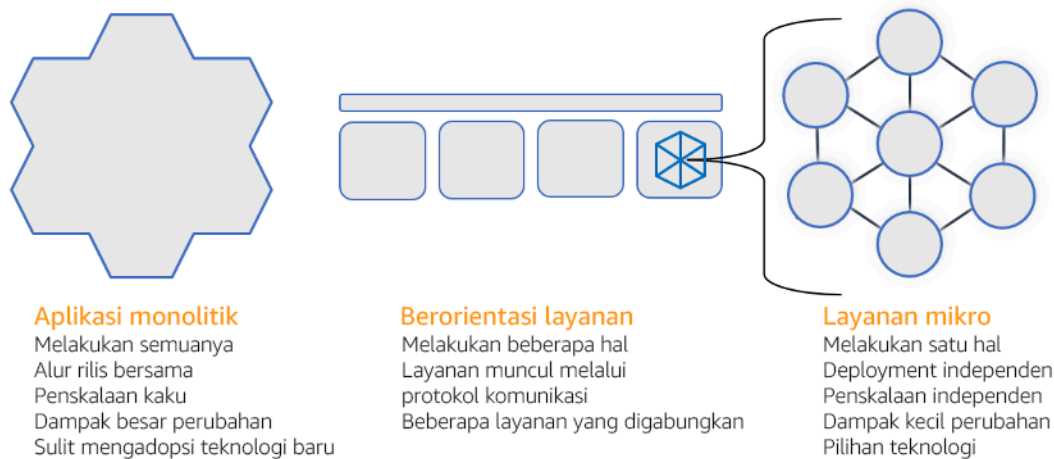 Aplikasi monolitik
Melakukan semuanya
Alur rilis bersama
Penskalaan kaku
Dampak besar perubahan
Sulit mengadopsi teknologi baru
Berorientasi layanan
Melakukan beberapa hal
Layanan muncul melalui
protokol komunikasi
Beberapa layanan yang digabungkan
Layanan mikro
Melakukan satu hal
Deployment independen
Penskalaan independen
Dampak kecil perubahan
Pilihan teknologi